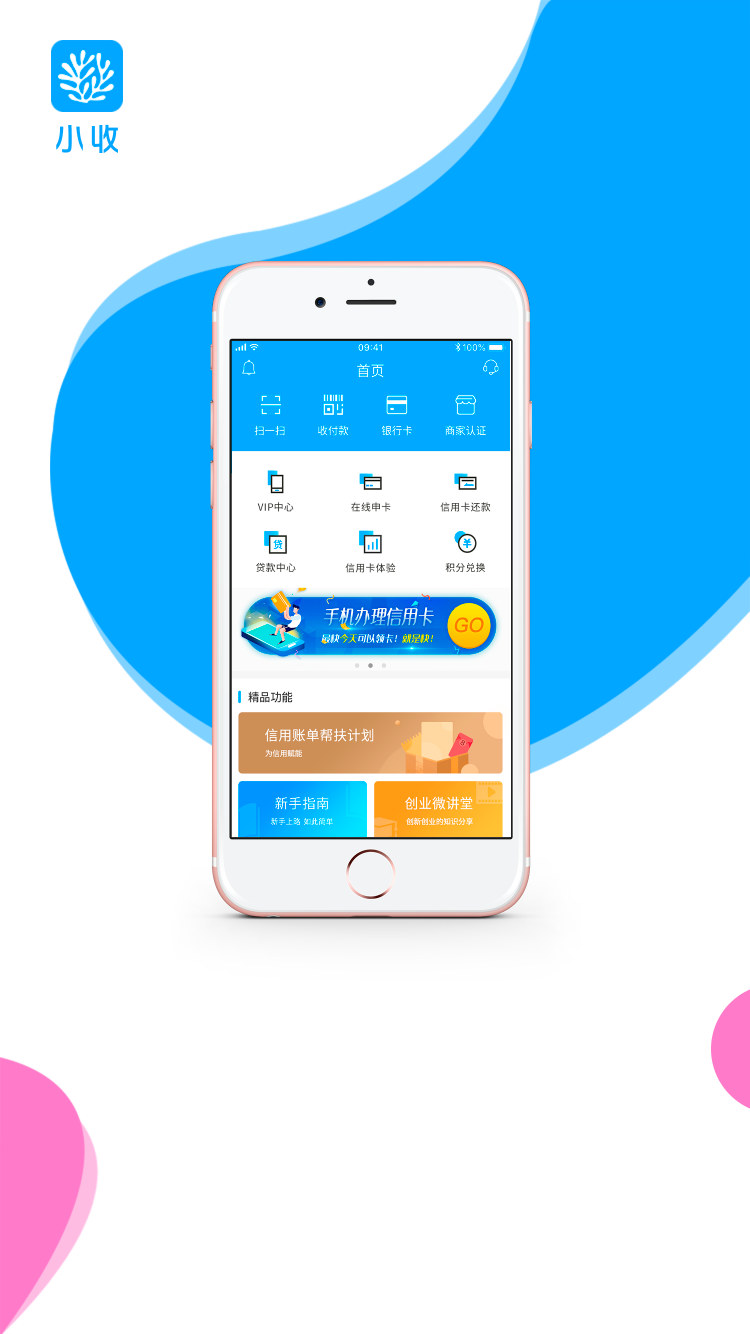 小收
09:41
100%
首页
扫一扫 收付款 银行卡 商家认证
VIP中心 在线申卡 信用卡还款
贷
¥
贷款中心 信用卡体验 积分兑换
手机办理信用卡
最快今天可以领卡！就是快！
GO
精品功能
信用账单帮扶计划
为信用赋能
新手指南 创业微讲堂
新手上路 如此简单 创新创业的知识分享